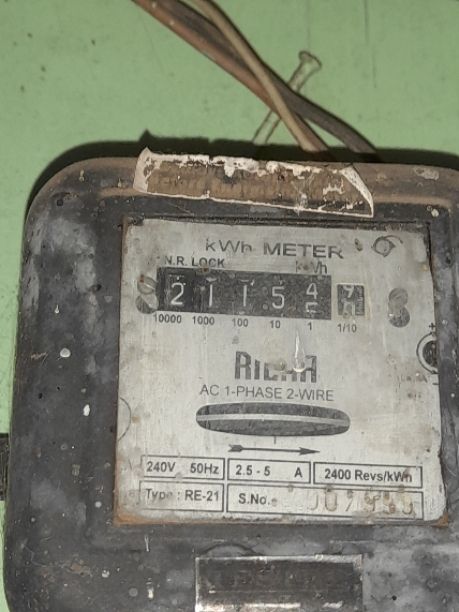 kWh METER
N.R. LOCK kWh
2 1 1 5 4
10000 1000 100 10 1 1/10
AC 1-PHASE 2-WIRE
240V 50Hz 2.5 - 5 A 2400 Revs/kWh
Type : RE-21 S.No.